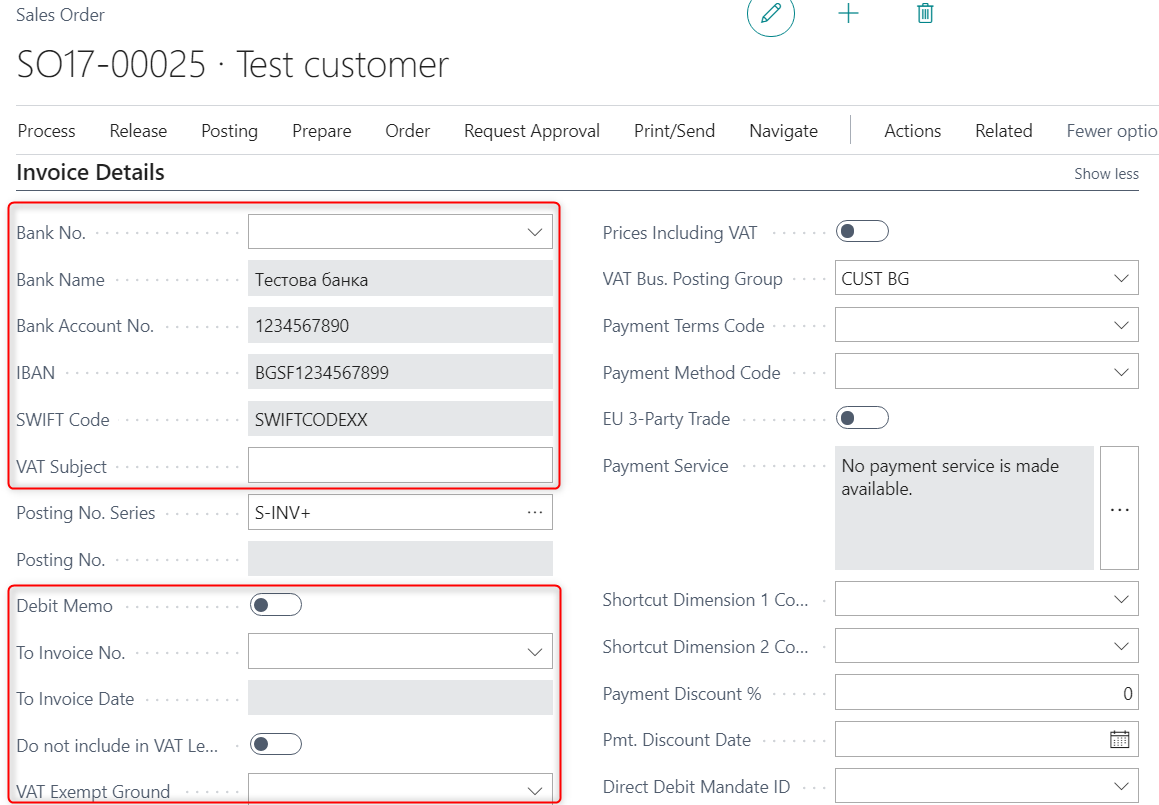 Sales Order
SO17-00025 · Test customer
Process Release Posting Prepare Order Request Approval Print/Send Navigate Actions Related Fewer optio
Invoice Details Show less
Bank No.
Bank Name Тестова банка
Bank Account No. 1234567890
IBAN BGSF1234567899
SWIFT Code SWIFTCODEXX
VAT Subject
Posting No. Series S-INV+ ...
Posting No.
Debit Memo
To Invoice No.
To Invoice Date
Do not include in VAT Le...
VAT Exempt Ground
Prices Including VAT
VAT Bus. Posting Group CUST BG
Payment Terms Code
Payment Method Code
EU 3-Party Trade
Payment Service No payment service is made
available.
...
Shortcut Dimension 1 Co...
Shortcut Dimension 2 Co...
Payment Discount % 0
Pmt. Discount Date
Direct Debit Mandate ID